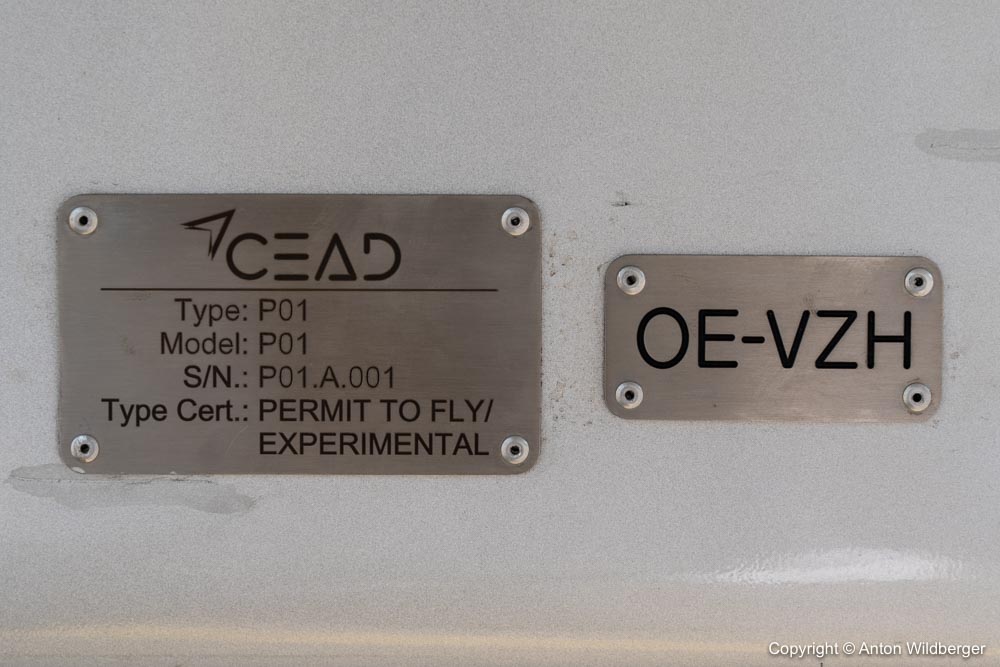 CEAD
Type: P01
Model: P01
S/N.: P01.A.001
Type Cert.: PERMIT TO FLY/
EXPERIMENTAL
OE-VZH
Copyright © Anton Wildberger